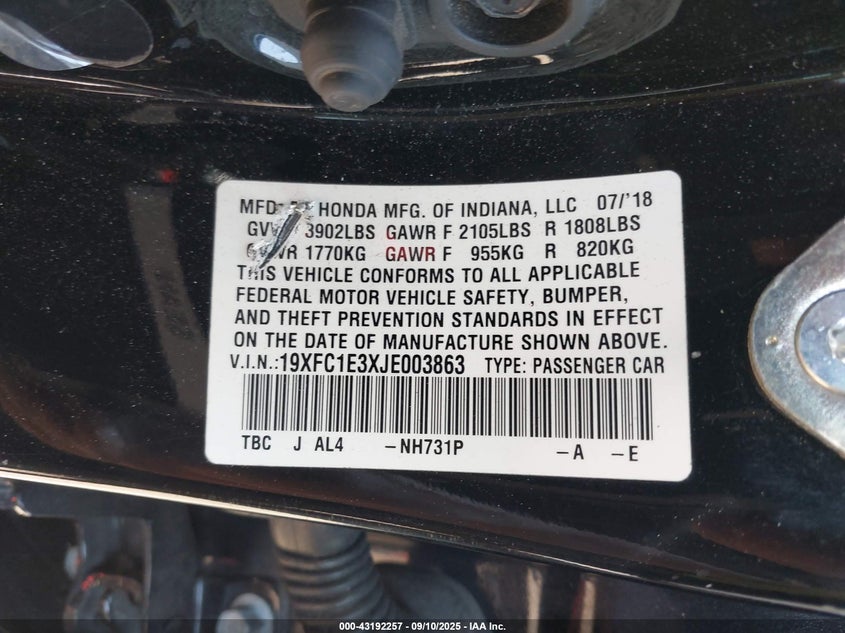 MFD. HONDA MFG. OF INDIANA, LLC 07/'18
3902LBS GAWR F 2105LBS R 1808LBS
1770KG GAWR F 955KG R 820KG
THIS VEHICLE CONFORMS TO ALL APPLICABLE
FEDERAL MOTOR VEHICLE SAFETY, BUMPER,
AND THEFT PREVENTION STANDARDS IN EFFECT
ON THE DATE OF MANUFACTURE SHOWN ABOVE.
V.I.N.:19XFC1E3XJE003863 TYPE: PASSENGER CAR
TBC J AL4 -NH731P -A -E
000-43192257 - 09/10/2025 - IAA Inc.